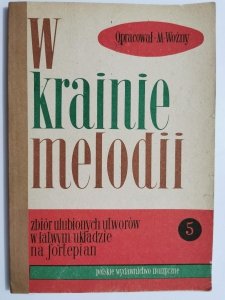 Opracował-M-Woźny
W
krainie
melodii
zbiór ulubionych utworów
w łatwym układzie
na fortepian
5
polskie wydawnictwo muzyczne